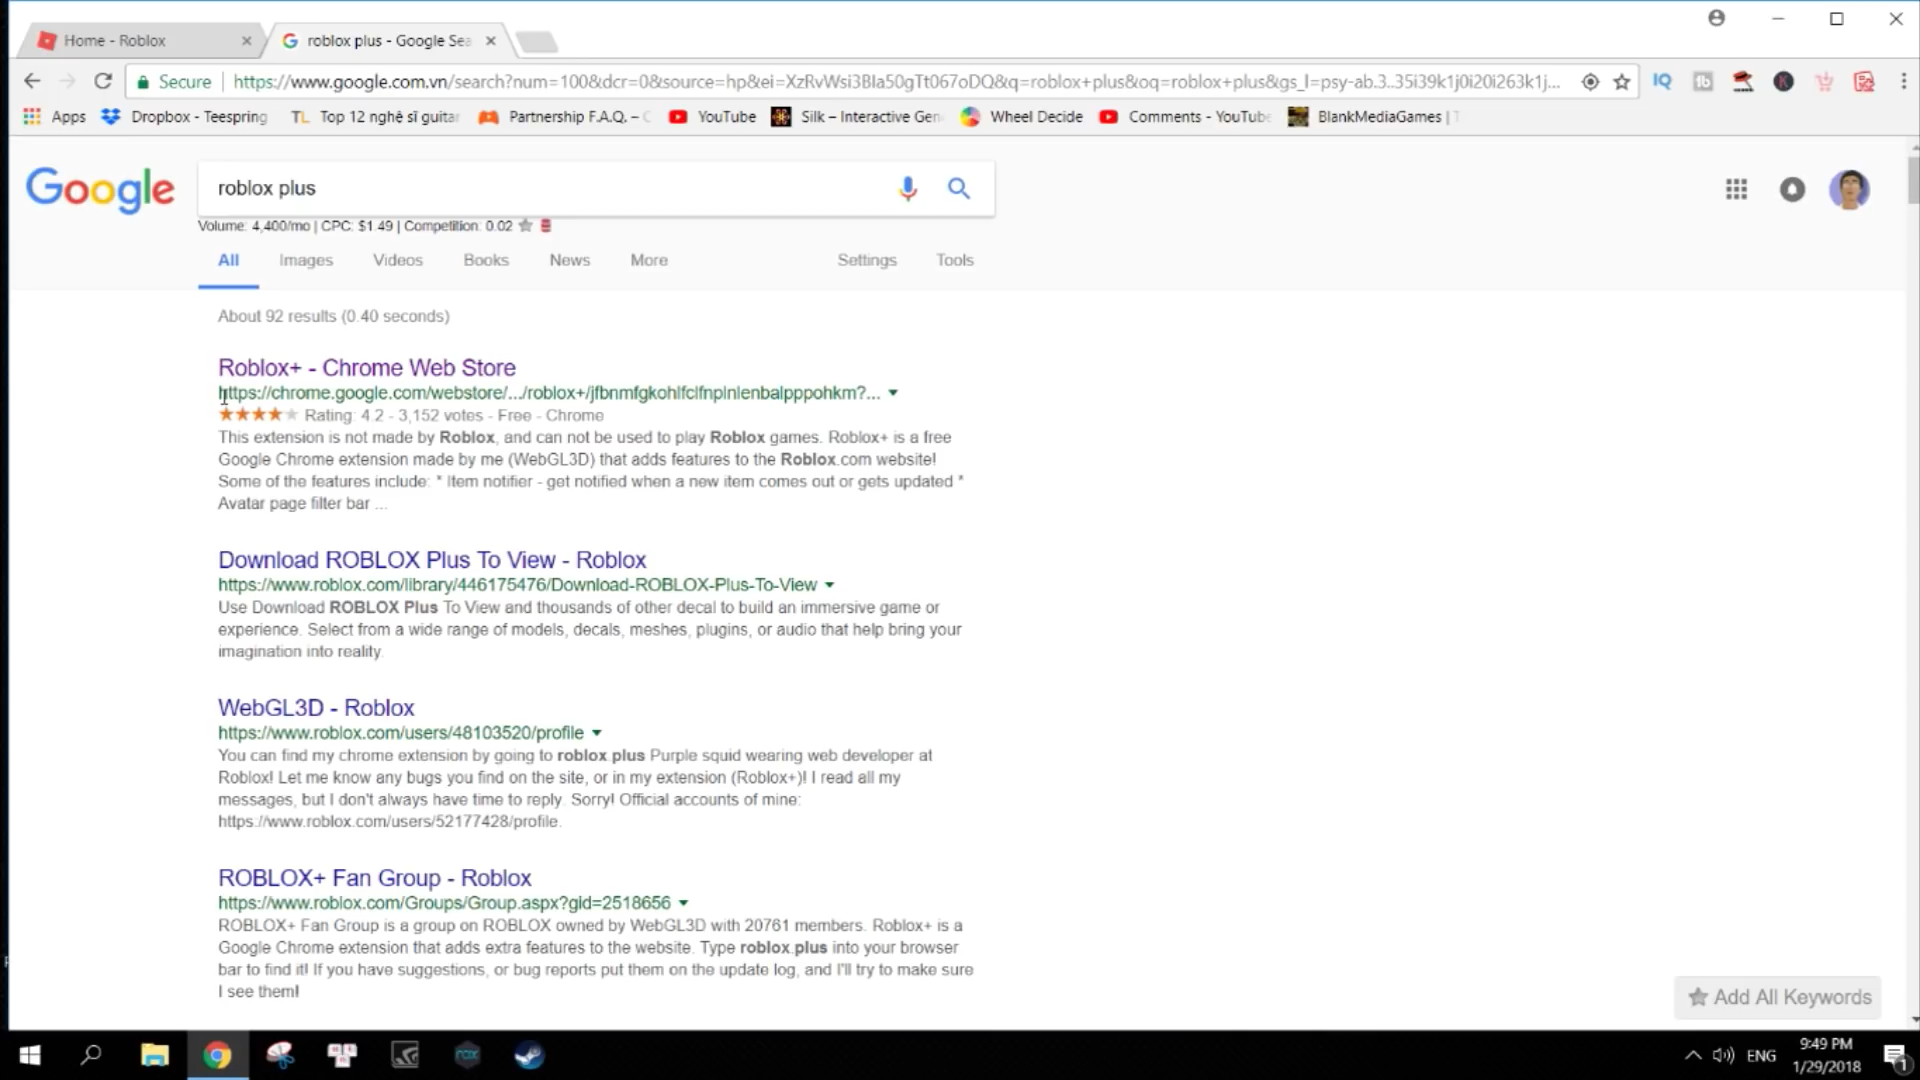 Home - Roblox
roblox plus - Google Sea
Secure https://www.google.com.vn/search?num=100&dcr=0&source=hp&ei=XzRvWsi3Bla50gTt067oDQ&q=roblox+plus&oq=roblox+plus&gs_l=psy-ab.3..35i39k1j0i20i263k1j...
Apps Dropbox - Teespring TL Top 12 nghệ sĩ guitar Partnership F.A.Q. – YouTube Silk – Interactive Gen Wheel Decide Comments - YouTube BlankMediaGames |
Google
roblox plus
Volume: 4,400/mo | CPC: $1.49 | Competition: 0.02
All Images Videos Books News More Settings Tools
About 92 results (0.40 seconds)
Roblox+ - Chrome Web Store
https://chrome.google.com/webstore/.../roblox+/jfbnmfgkohlfclfnplnlenbalpppohkm?...
Rating: 4.2 - 3,152 votes - Free - Chrome
This extension is not made by Roblox, and can not be used to play Roblox games. Roblox+ is a free
Google Chrome extension made by me (WebGL3D) that adds features to the Roblox.com website!
Some of the features include: * Item notifier - get notified when a new item comes out or gets updated *
Avatar page filter bar ...
Download ROBLOX Plus To View - Roblox
https://www.roblox.com/library/446175476/Download-ROBLOX-Plus-To-View
Use Download ROBLOX Plus To View and thousands of other decal to build an immersive game or
experience. Select from a wide range of models, decals, meshes, plugins, or audio that help bring your
imagination into reality.
WebGL3D - Roblox
https://www.roblox.com/users/48103520/profile
You can find my chrome extension by going to roblox plus Purple squid wearing web developer at
Roblox! Let me know any bugs you find on the site, or in my extension (Roblox+)! I read all my
messages, but I don't always have time to reply. Sorry! Official accounts of mine:
https://www.roblox.com/users/52177428/profile.
ROBLOX+ Fan Group - Roblox
https://www.roblox.com/Groups/Group.aspx?gid=2518656
ROBLOX+ Fan Group is a group on ROBLOX owned by WebGL3D with 20761 members. Roblox+ is a
Google Chrome extension that adds extra features to the website. Type roblox.plus into your browser
bar to find it! If you have suggestions, or bug reports put them on the update log, and I'll try to make sure
I see them!
Add All Keywords
ENG
9:49 PM
1/29/2018
1